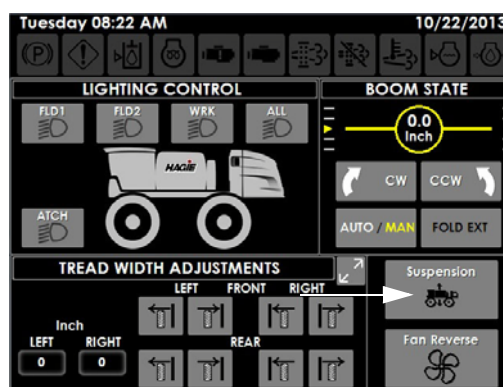 Tuesday 08:22 AM 10/22/2013
LIGHTING CONTROL
BOOM STATE
FLD1 FLD2 WRK ALL
0.0
Inch
HAGIE
CW CCW
ATCH
AUTO / MAN FOLD EXT
TREAD WIDTH ADJUSTMENTS
Suspension
LEFT FRONT RIGHT
Inch
LEFT RIGHT
REAR
Fan Reverse
0 0